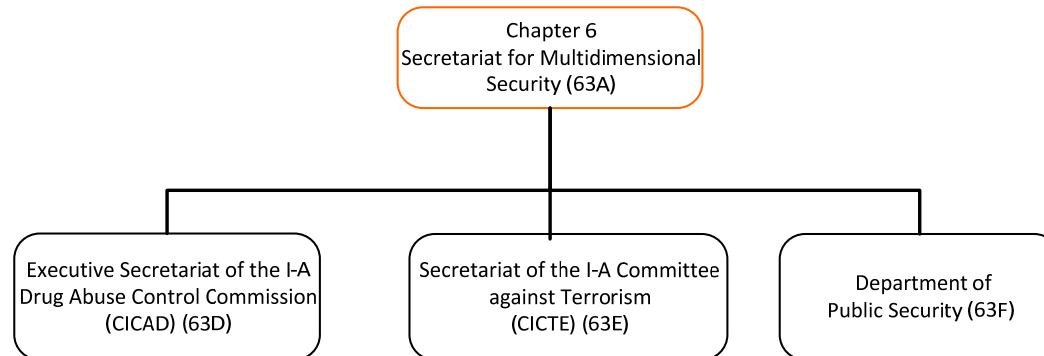 Chapter 6
Secretariat for Multidimensional
Security (63A)
Executive Secretariat of the I-A
Drug Abuse Control Commission
(CICAD) (63D)
Secretariat of the I-A Committee
against Terrorism
(CICTE) (63E)
Department of
Public Security (63F)